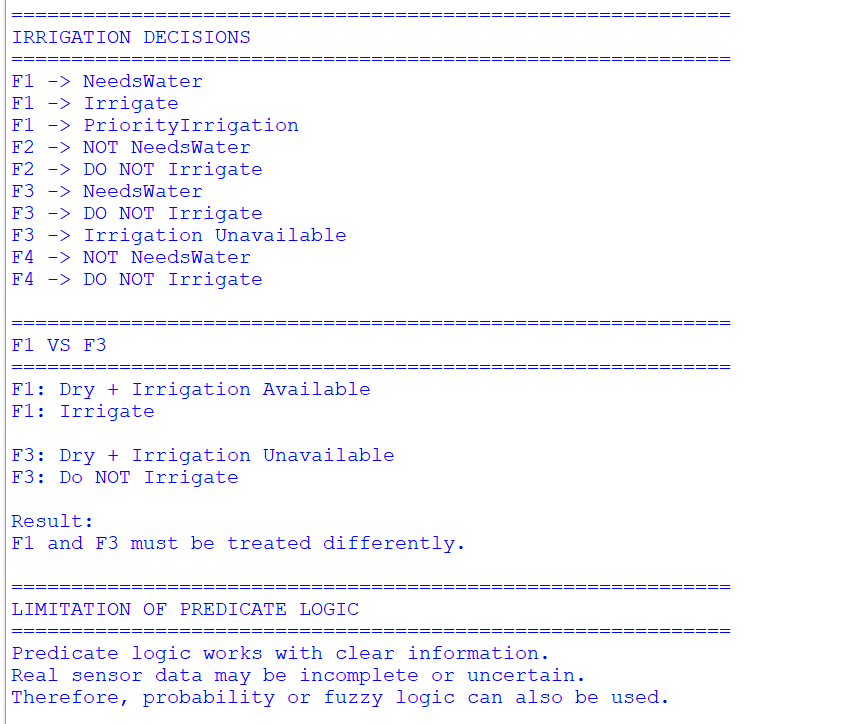 ============================================================
IRRIGATION DECISIONS
============================================================
F1 -> NeedsWater
F1 -> Irrigate
F1 -> PriorityIrrigation
F2 -> NOT NeedsWater
F2 -> DO NOT Irrigate
F3 -> NeedsWater
F3 -> DO NOT Irrigate
F3 -> Irrigation Unavailable
F4 -> NOT NeedsWater
F4 -> DO NOT Irrigate

============================================================
F1 VS F3
============================================================
F1: Dry + Irrigation Available
F1: Irrigate

F3: Dry + Irrigation Unavailable
F3: Do NOT Irrigate

Result:
F1 and F3 must be treated differently.

============================================================
LIMITATION OF PREDICATE LOGIC
============================================================
Predicate logic works with clear information.
Real sensor data may be incomplete or uncertain.
Therefore, probability or fuzzy logic can also be used.